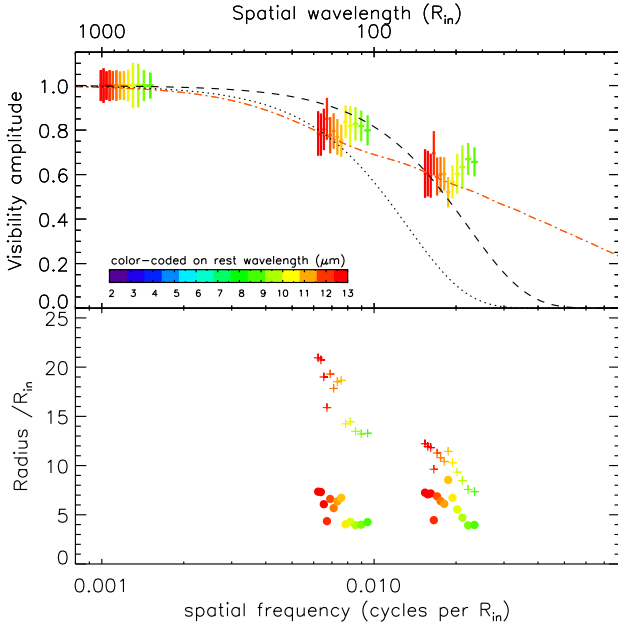 Spatial wavelength (R_in)
1000 100
Visibility amplitude
1.0
0.8
0.6
0.4
0.2
0.0
color-coded on rest wavelength (μm)
2 3 4 5 6 7 8 9 10 11 12 13
Radius /R_in
25
20
15
10
5
0
0.001 0.010
spatial frequency (cycles per R_in)